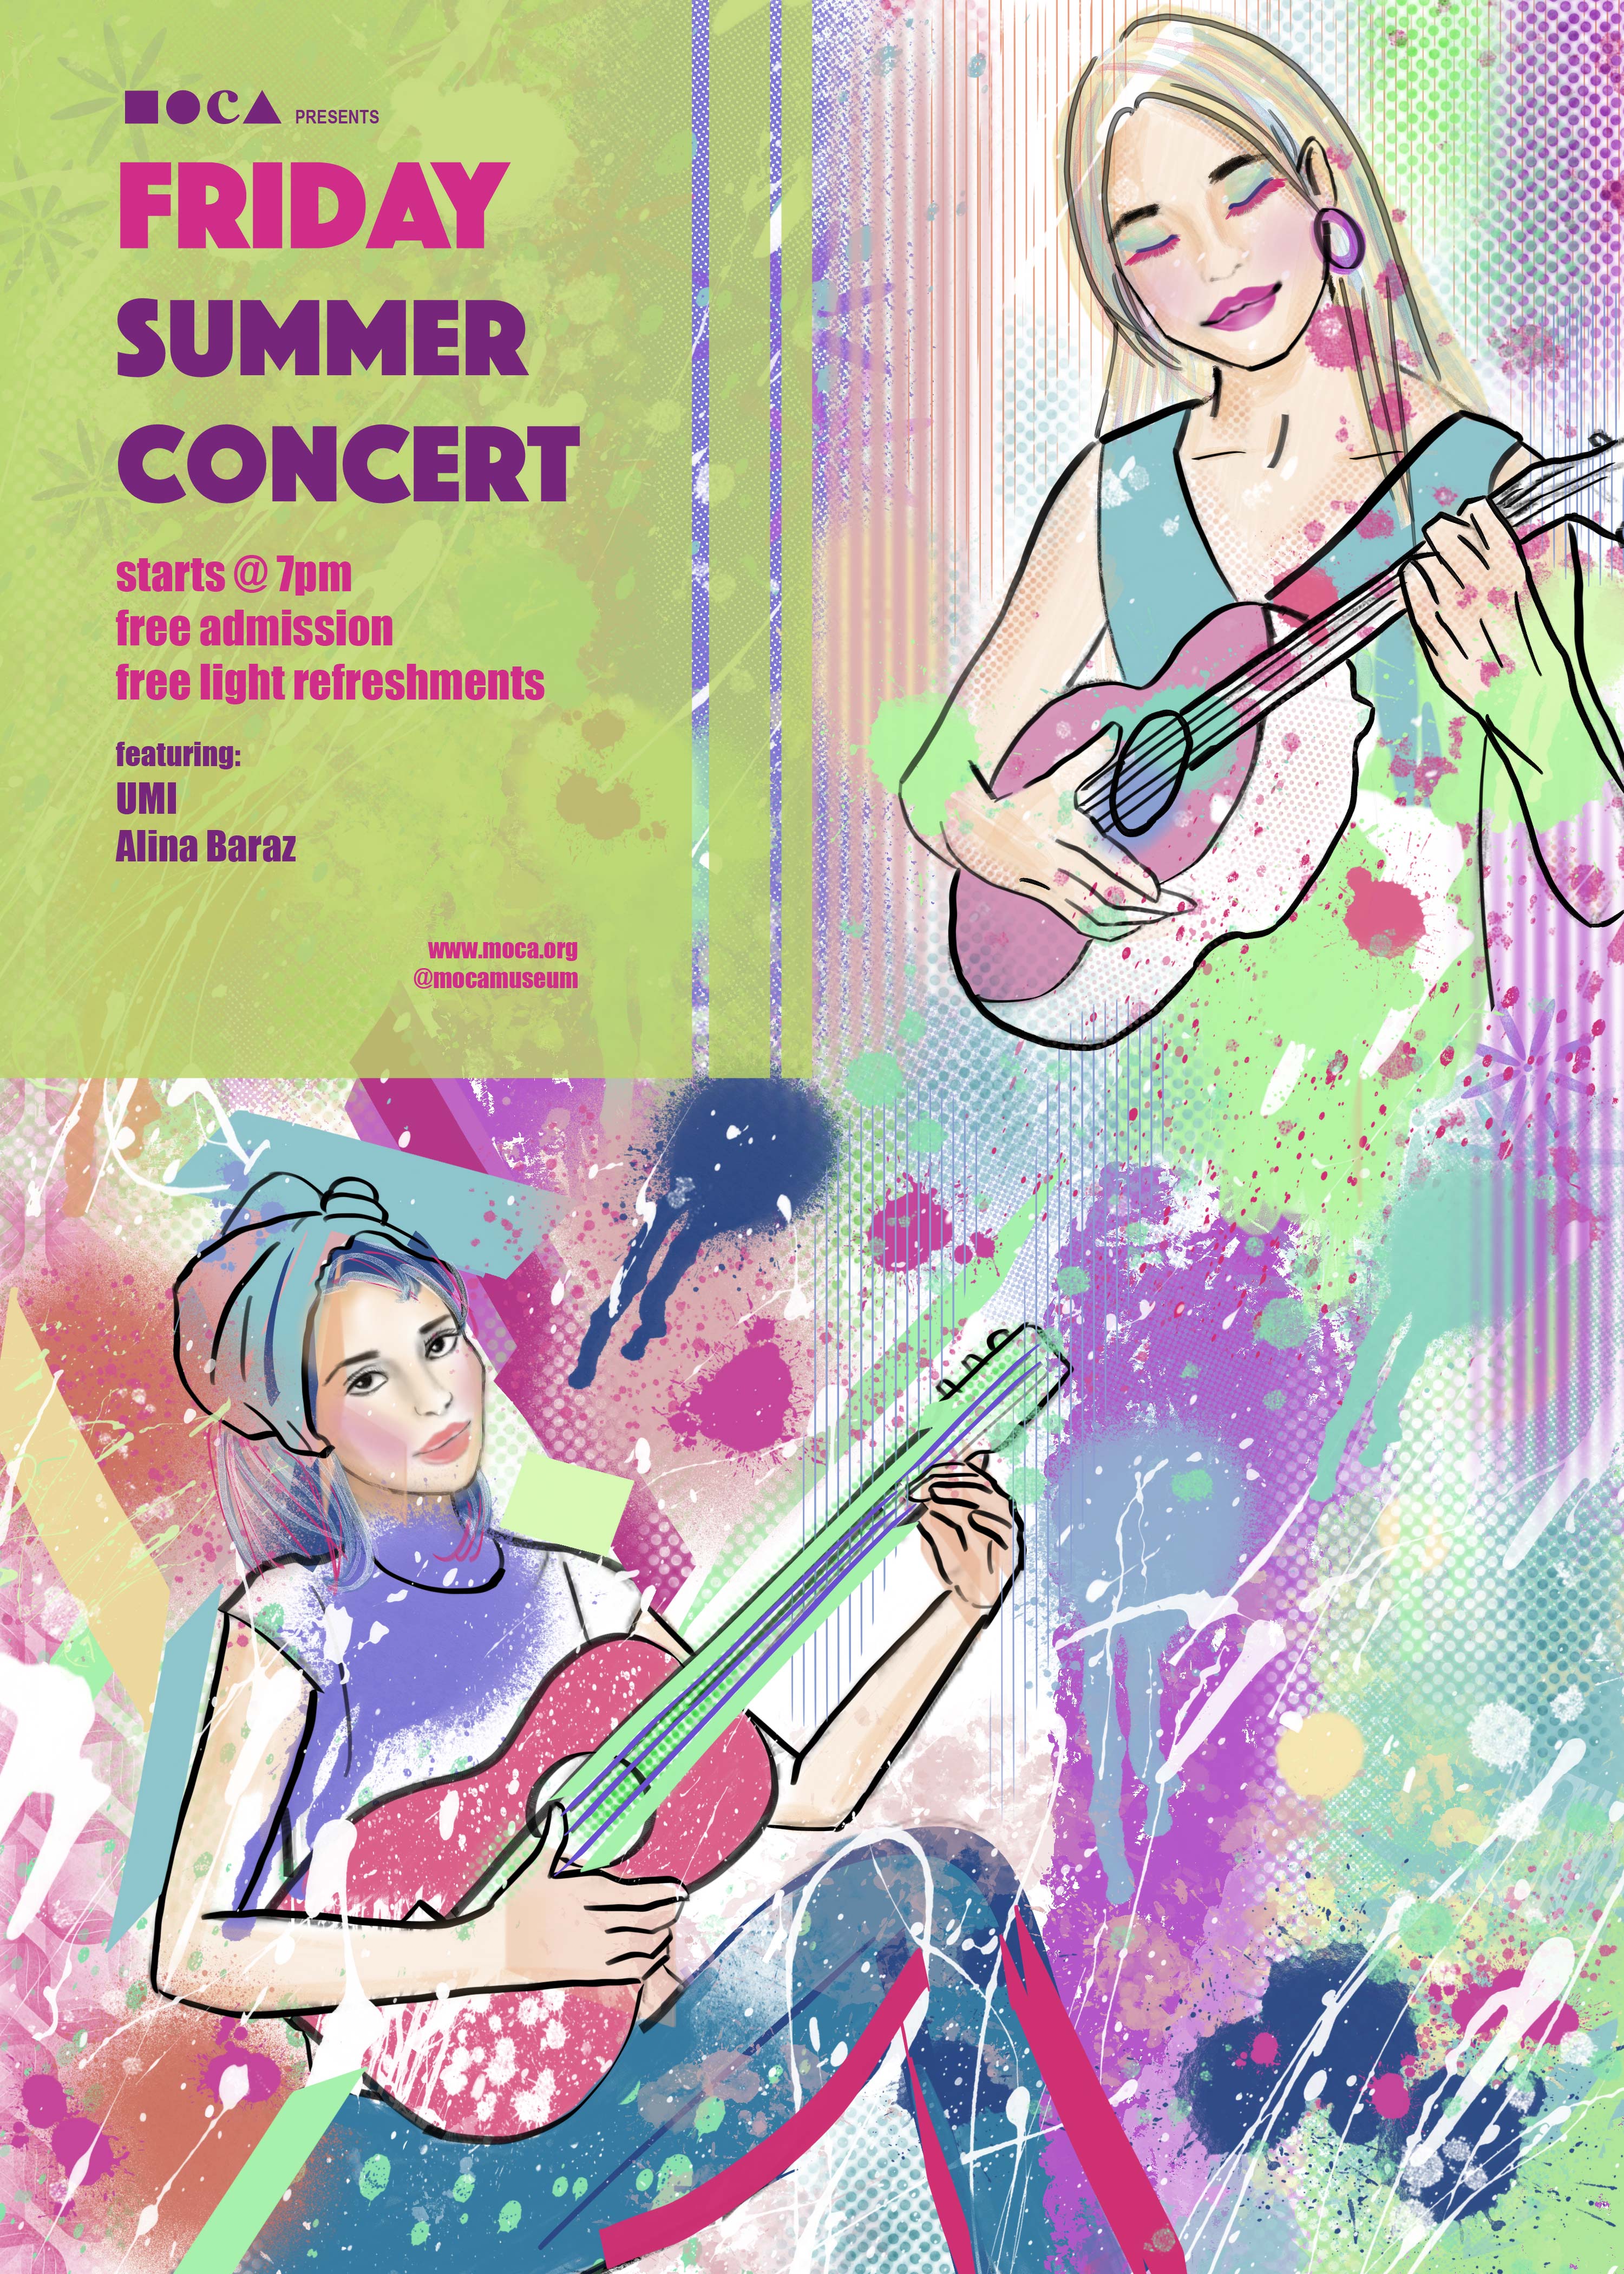 MOCA PRESENTS
FRIDAY
SUMMER
CONCERT
starts @ 7pm
free admission
free light refreshments
featuring:
UMI
Alina Baraz
www.moca.org
@mocamuseum